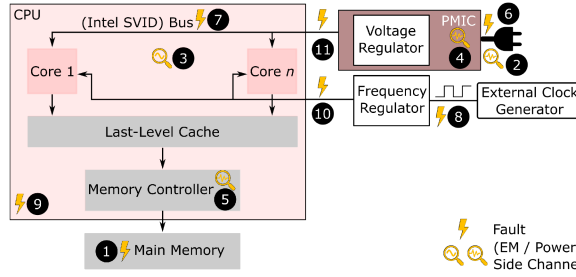 CPU
(Intel SVID) Bus
7
6
PMIC
11
Voltage
Regulator
4
2
3
Core 1
Core n
10
Frequency
Regulator
8
External Clock
Generator
Last-Level Cache
Memory Controller
5
9
1
Main Memory
Fault
(EM / Power)
Side Channel